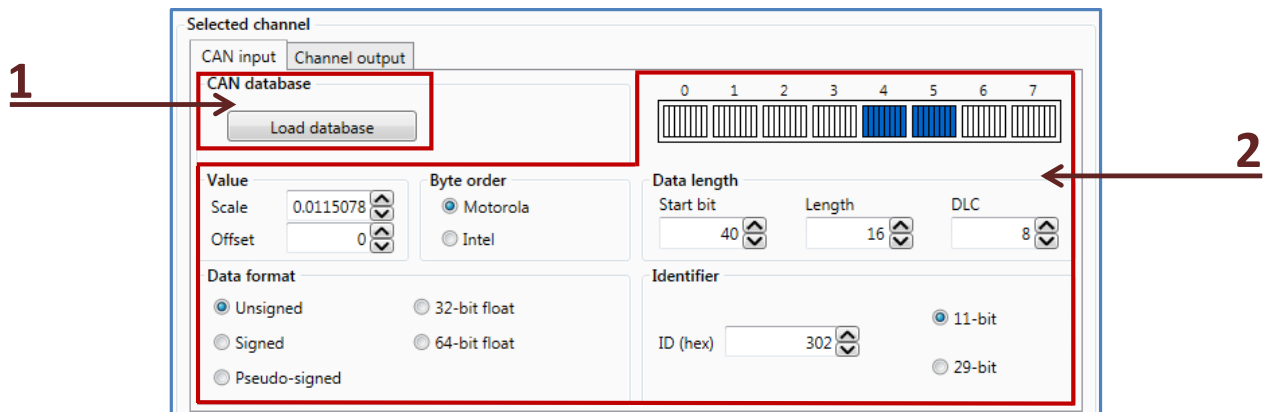 Selected channel
CAN input Channel output
1
CAN database
Load database
0 1 2 3 4 5 6 7
2
Value
Scale 0.0115078
Offset 0
Byte order
Motorola
Intel
Data length
Start bit Length DLC
40 16 8
Data format
Unsigned 32-bit float
Signed 64-bit float
Pseudo-signed
Identifier
ID (hex) 302
11-bit
29-bit